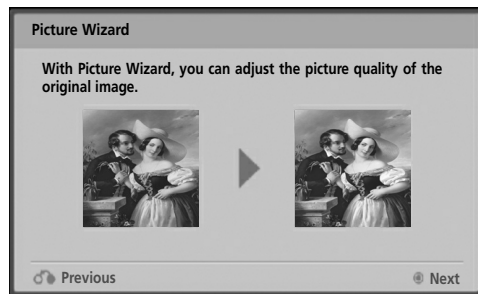 Picture Wizard
With Picture Wizard, you can adjust the picture quality of the
original image.
Previous
Next